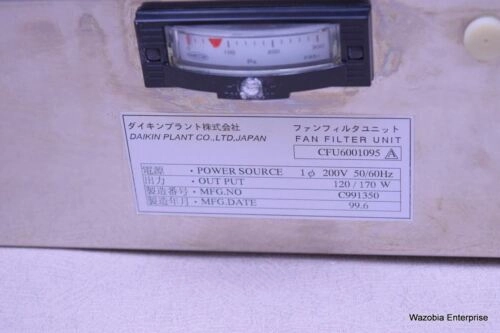 100 200 300
Pa
ダイキンプラント株式会社 ファンフィルタユニット
DAIKIN PLANT CO.,LTD,JAPAN FAN FILTER UNIT
CFU6001095 A
電源 ・POWER SOURCE 1φ 200V 50/60Hz
出力 ・OUT PUT 120/170 W
製造番号・MFG.NO C991350
製造年月・MFG.DATE 99.6
Wazobia Enterprise